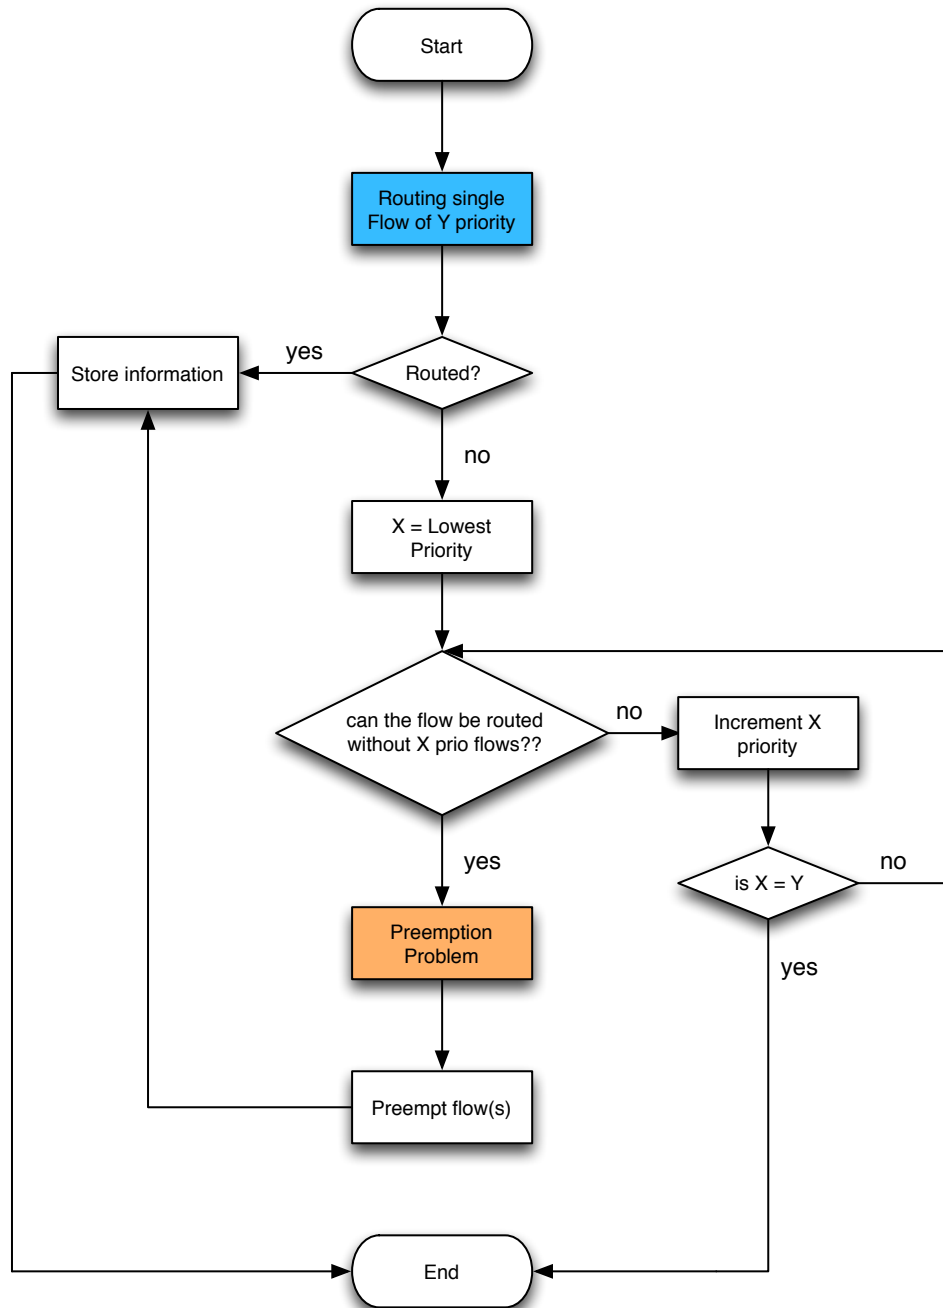 Start
Routing single
Flow of Y priority
yes
Store information
Routed?
no
X = Lowest
Priority
can the flow be routed
without X prio flows??
no
Increment X
priority
yes
is X = Y
no
Preemption
Problem
yes
Preempt flow(s)
End